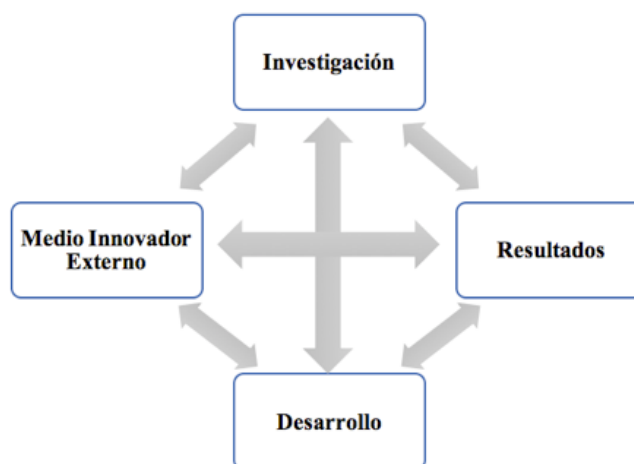 Investigación
Medio Innovador
Externo
Resultados
Desarrollo